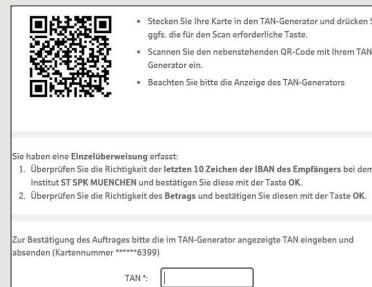 • Stecken Sie Ihre Karte in den TAN-Generator und drücken S
ggfs. die für den Scan erforderliche Taste.
• Scannen Sie den nebenstehenden QR-Code mit Ihrem TAN
Generator ein.
• Beachten Sie bitte die Anzeige des TAN-Generators
Sie haben eine Einzelüberweisung erfasst:
1. Überprüfen Sie die Richtigkeit der letzten 10 Zeichen der IBAN des Empfängers bei dem
Institut ST SPK MUENCHEN und bestätigen Sie diese mit der Taste OK.
2. Überprüfen Sie die Richtigkeit des Betrags und bestätigen Sie diesen mit der Taste OK.
Zur Bestätigung des Auftrages bitte die im TAN-Generator angezeigte TAN eingeben und
absenden (Kartennummer ******6399)
TAN *: